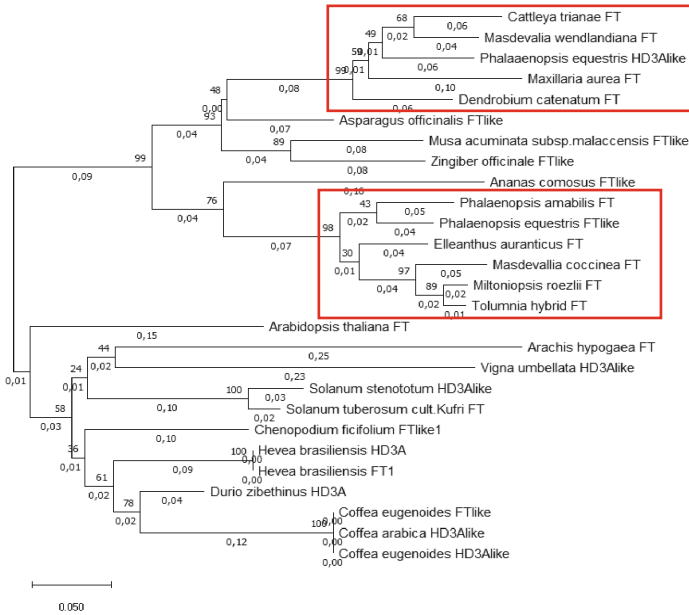 68 0,06 Cattleya trianae FT
49 0,02 Masdevalia wendlandiana FT
0,04
59 0,01 Phalaaenopsis equestris HD3Alike
0,06
99 0,01 Maxillaria aurea FT
0,10
48 0,08 Dendrobium catenatum FT
0,06
0,00 Asparagus officinalis FTlike
93 0,07
0,04 89 Musa acuminata subsp.malaccensis FTlike
0,04 0,08
99 Zingiber officinale FTlike
0,08
0,09 76 Ananas comosus FTlike
0,16
0,04 43 Phalaenopsis amabilis FT
0,02 0,05
98 Phalaenopsis equestris FTlike
0,07 0,04
30 Elleanthus auranticus FT
0,01 0,04
97 Masdevallia coccinea FT
0,04 0,05
89 Miltoniopsis roezlii FT
0,02 0,02
Tolumnia hybrid FT
0,01
Arabidopsis thaliana FT
0,15
44 Arachis hypogaea FT
0,01 24 0,02 0,25
0,01 Vigna umbellata HD3Alike
0,23
100 Solanum stenototum HD3Alike
0,10 0,03
58 Solanum tuberosum cult.Kufri FT
0,03 0,02
36 Chenopodium ficifolium FTlike1
0,01 0,10
100 Hevea brasiliensis HD3A
0,09 0,00
61 Hevea brasiliensis FT1
0,02 0,00
78 Durio zibethinus HD3A
0,02 0,04
Coffea eugenoides FTlike
100 0,00
0,12 Coffea arabica HD3Alike
0,00
Coffea eugenoides HD3Alike
0,00
0.050